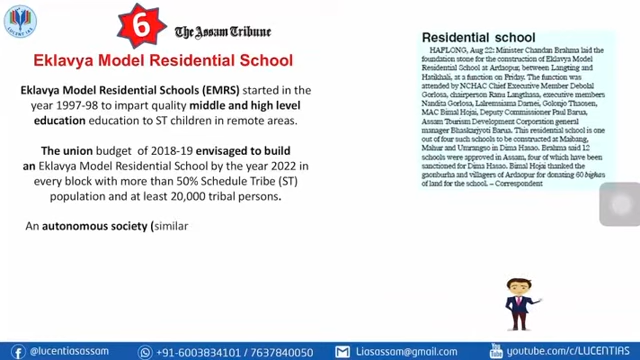 6
The Assam Tribune
Eklavya Model Residential School
Eklavya Model Residential Schools (EMRS) started in the
year 1997-98 to impart quality middle and high level
education education to ST children in remote areas.
The union budget of 2018-19 envisaged to build
an Eklavya Model Residential School by the year 2022 in
every block with more than 50% Schedule Tribe (ST)
population and at least 20,000 tribal persons.
An autonomous society (similar
Residential school
HAFLONG, Aug 22: Minister Chandan Brahma laid the
foundation stone for the construction of Eklavya Model
Residential School at Ardaopur, between Langting and
Hatikhali, at a function on Friday. The function was
attended by NCHAC Chief Executive Member Debolal
Gorlosa, chairperson Ranu Langthasa, executive members
Nandita Gorlosa, Lalremsiama Darnei, Golonjo Thaosen,
MAC Bimal Hojai, Deputy Commissioner Paul Barua,
Assam Tourism Development Corporation general
manager Bhaskarjyoti Barua. This residential school is one
out of four such schools to be constructed at Maibang,
Mahur and Umrangso in Dima Hasao. Brahma said 12
schools were approved in Assam, four of which have been
sanctioned for Dima Hasao. Bimal Hojai thanked the
gaonburha and villagers of Ardaopur for donating 60 bighas
of land for the school. – Correspondent
LUCENT IAS
@lucentiasassam
+91-6003834101 / 7637840050
Liasassam@gmail.com
You Tube
youtube.com/c/LUCENTIAS